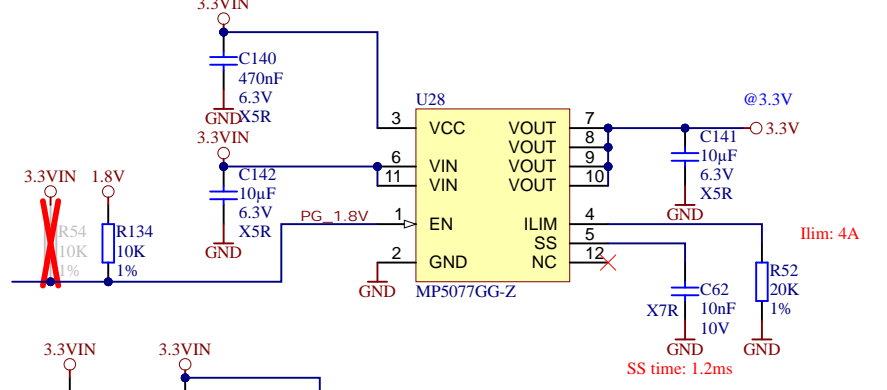 3.3VIN
C140
470nF
6.3V
X5R
GND
3.3VIN
C142
10µF
6.3V
X5R
GND
3.3VIN
1.8V
R54
10K
1%
R134
10K
1%
PG_1.8V
U28
3
VCC
6
VIN
11
VIN
1
EN
2
GND
VOUT
7
VOUT
8
VOUT
9
VOUT
10
ILIM
4
SS
5
NC
12
MP5077GG-Z
GND
@3.3V
3.3V
C141
10µF
6.3V
X5R
GND
Ilim: 4A
R52
20K
1%
GND
C62
X7R
10nF
10V
GND
SS time: 1.2ms
3.3VIN
3.3VIN